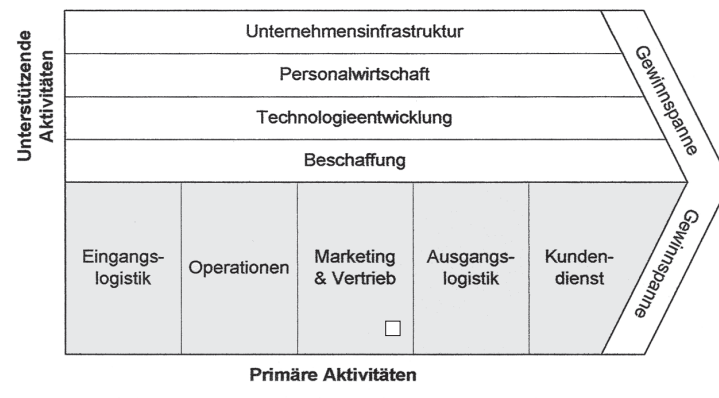 Unterstützende
Aktivitäten
Unternehmensinfrastruktur
Personalwirtschaft
Technologieentwicklung
Beschaffung
Gewinnspanne
Eingangs-
logistik
Operationen
Marketing
& Vertrieb
Ausgangs-
logistik
Kunden-
dienst
Gewinnspanne
Primäre Aktivitäten